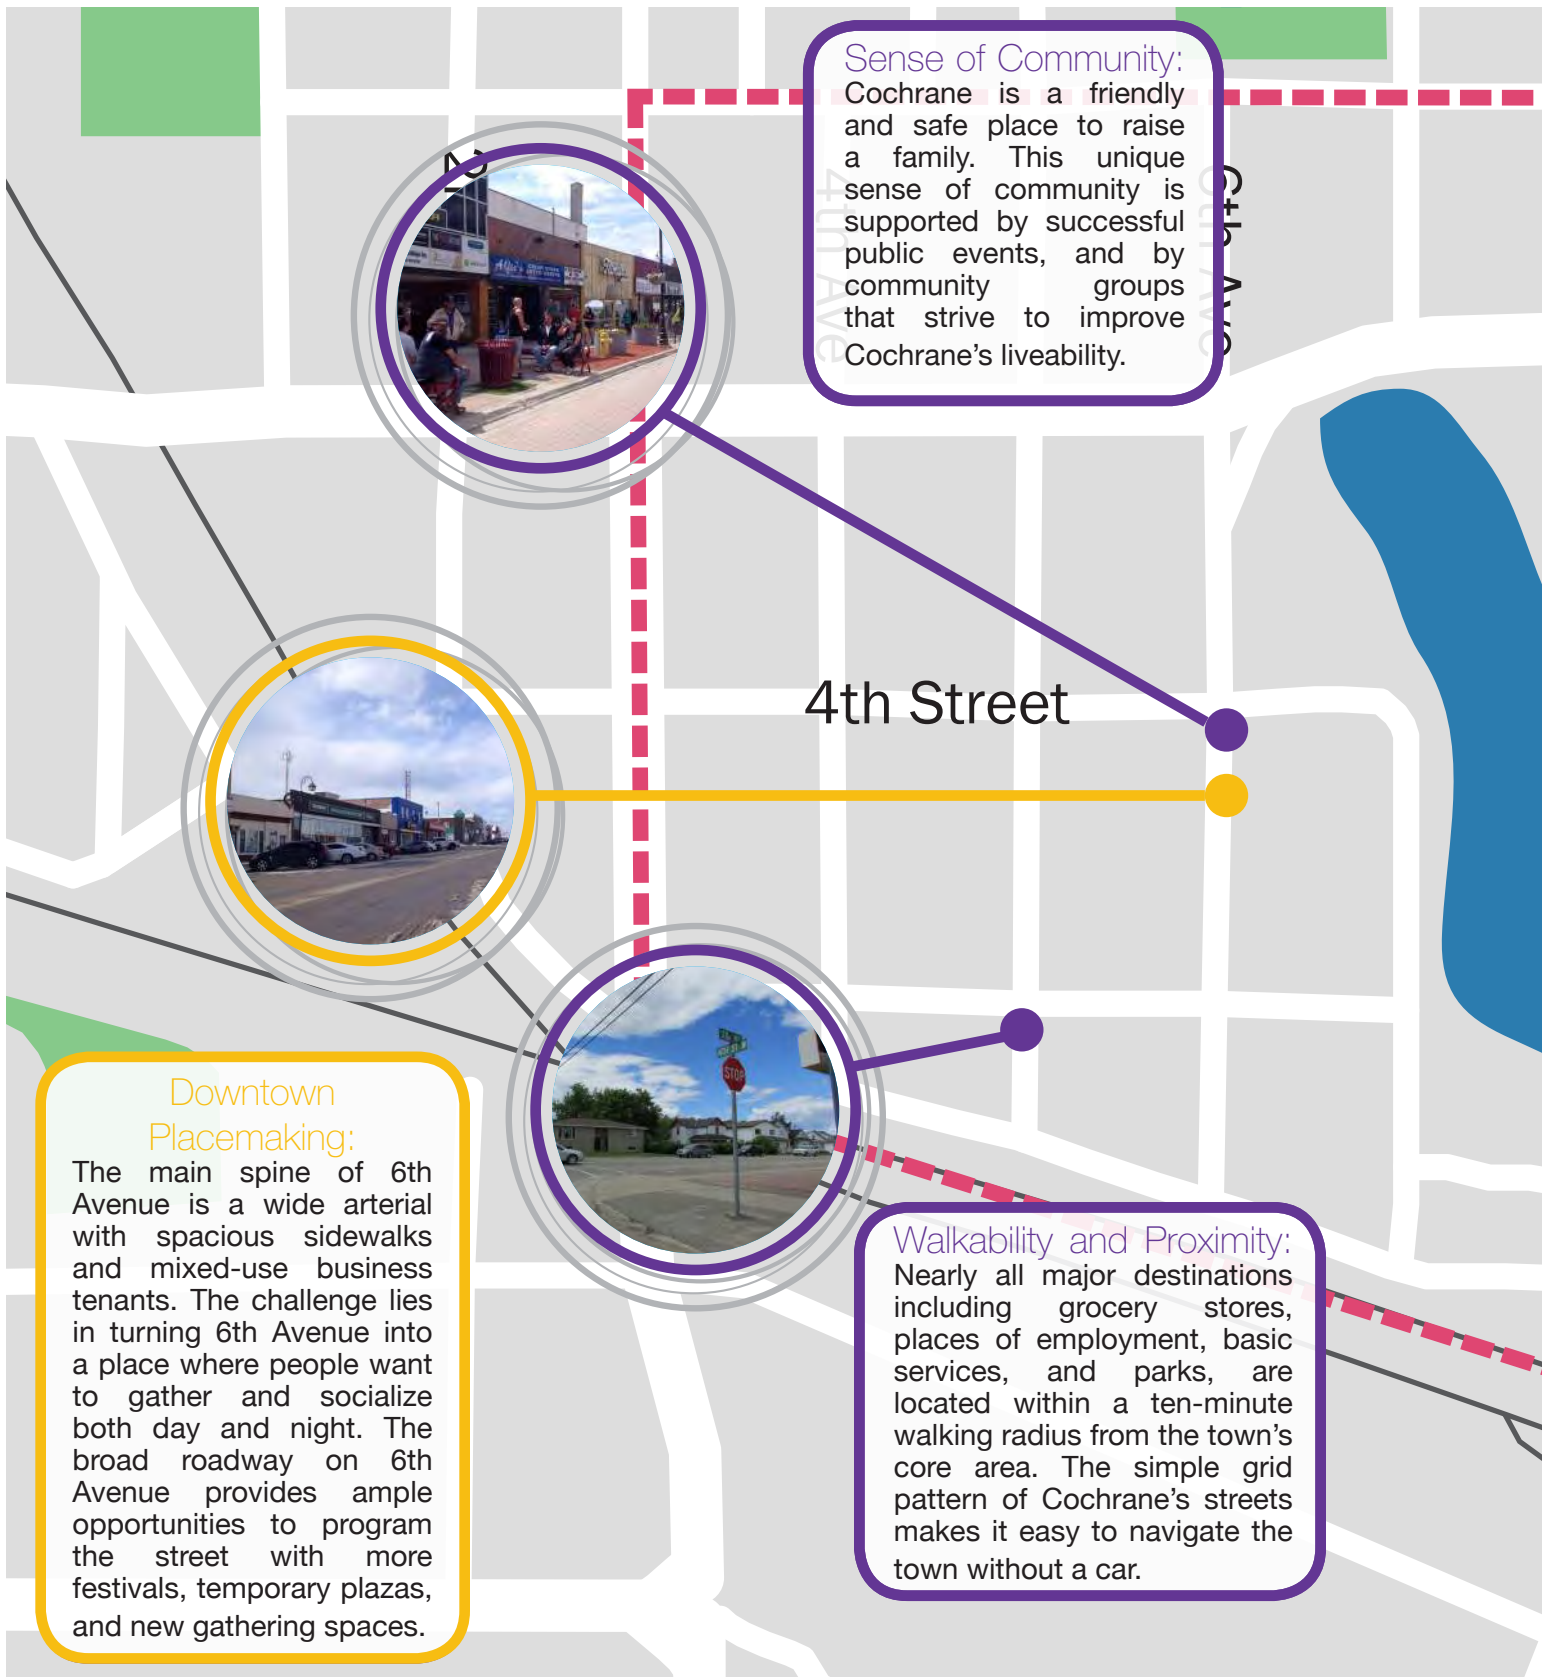 Sense of Community:
Cochrane is a friendly
and safe place to raise
a family. This unique
sense of community is
supported by successful
public events, and by
community groups
that strive to improve
Cochrane's liveability.
4th Ave
6th Ave
4th Street
STOP
Downtown
Placemaking:
The main spine of 6th
Avenue is a wide arterial
with spacious sidewalks
and mixed-use business
tenants. The challenge lies
in turning 6th Avenue into
a place where people want
to gather and socialize
both day and night. The
broad roadway on 6th
Avenue provides ample
opportunities to program
the street with more
festivals, temporary plazas,
and new gathering spaces.
Walkability and Proximity:
Nearly all major destinations
including grocery stores,
places of employment, basic
services, and parks, are
located within a ten-minute
walking radius from the town's
core area. The simple grid
pattern of Cochrane's streets
makes it easy to navigate the
town without a car.